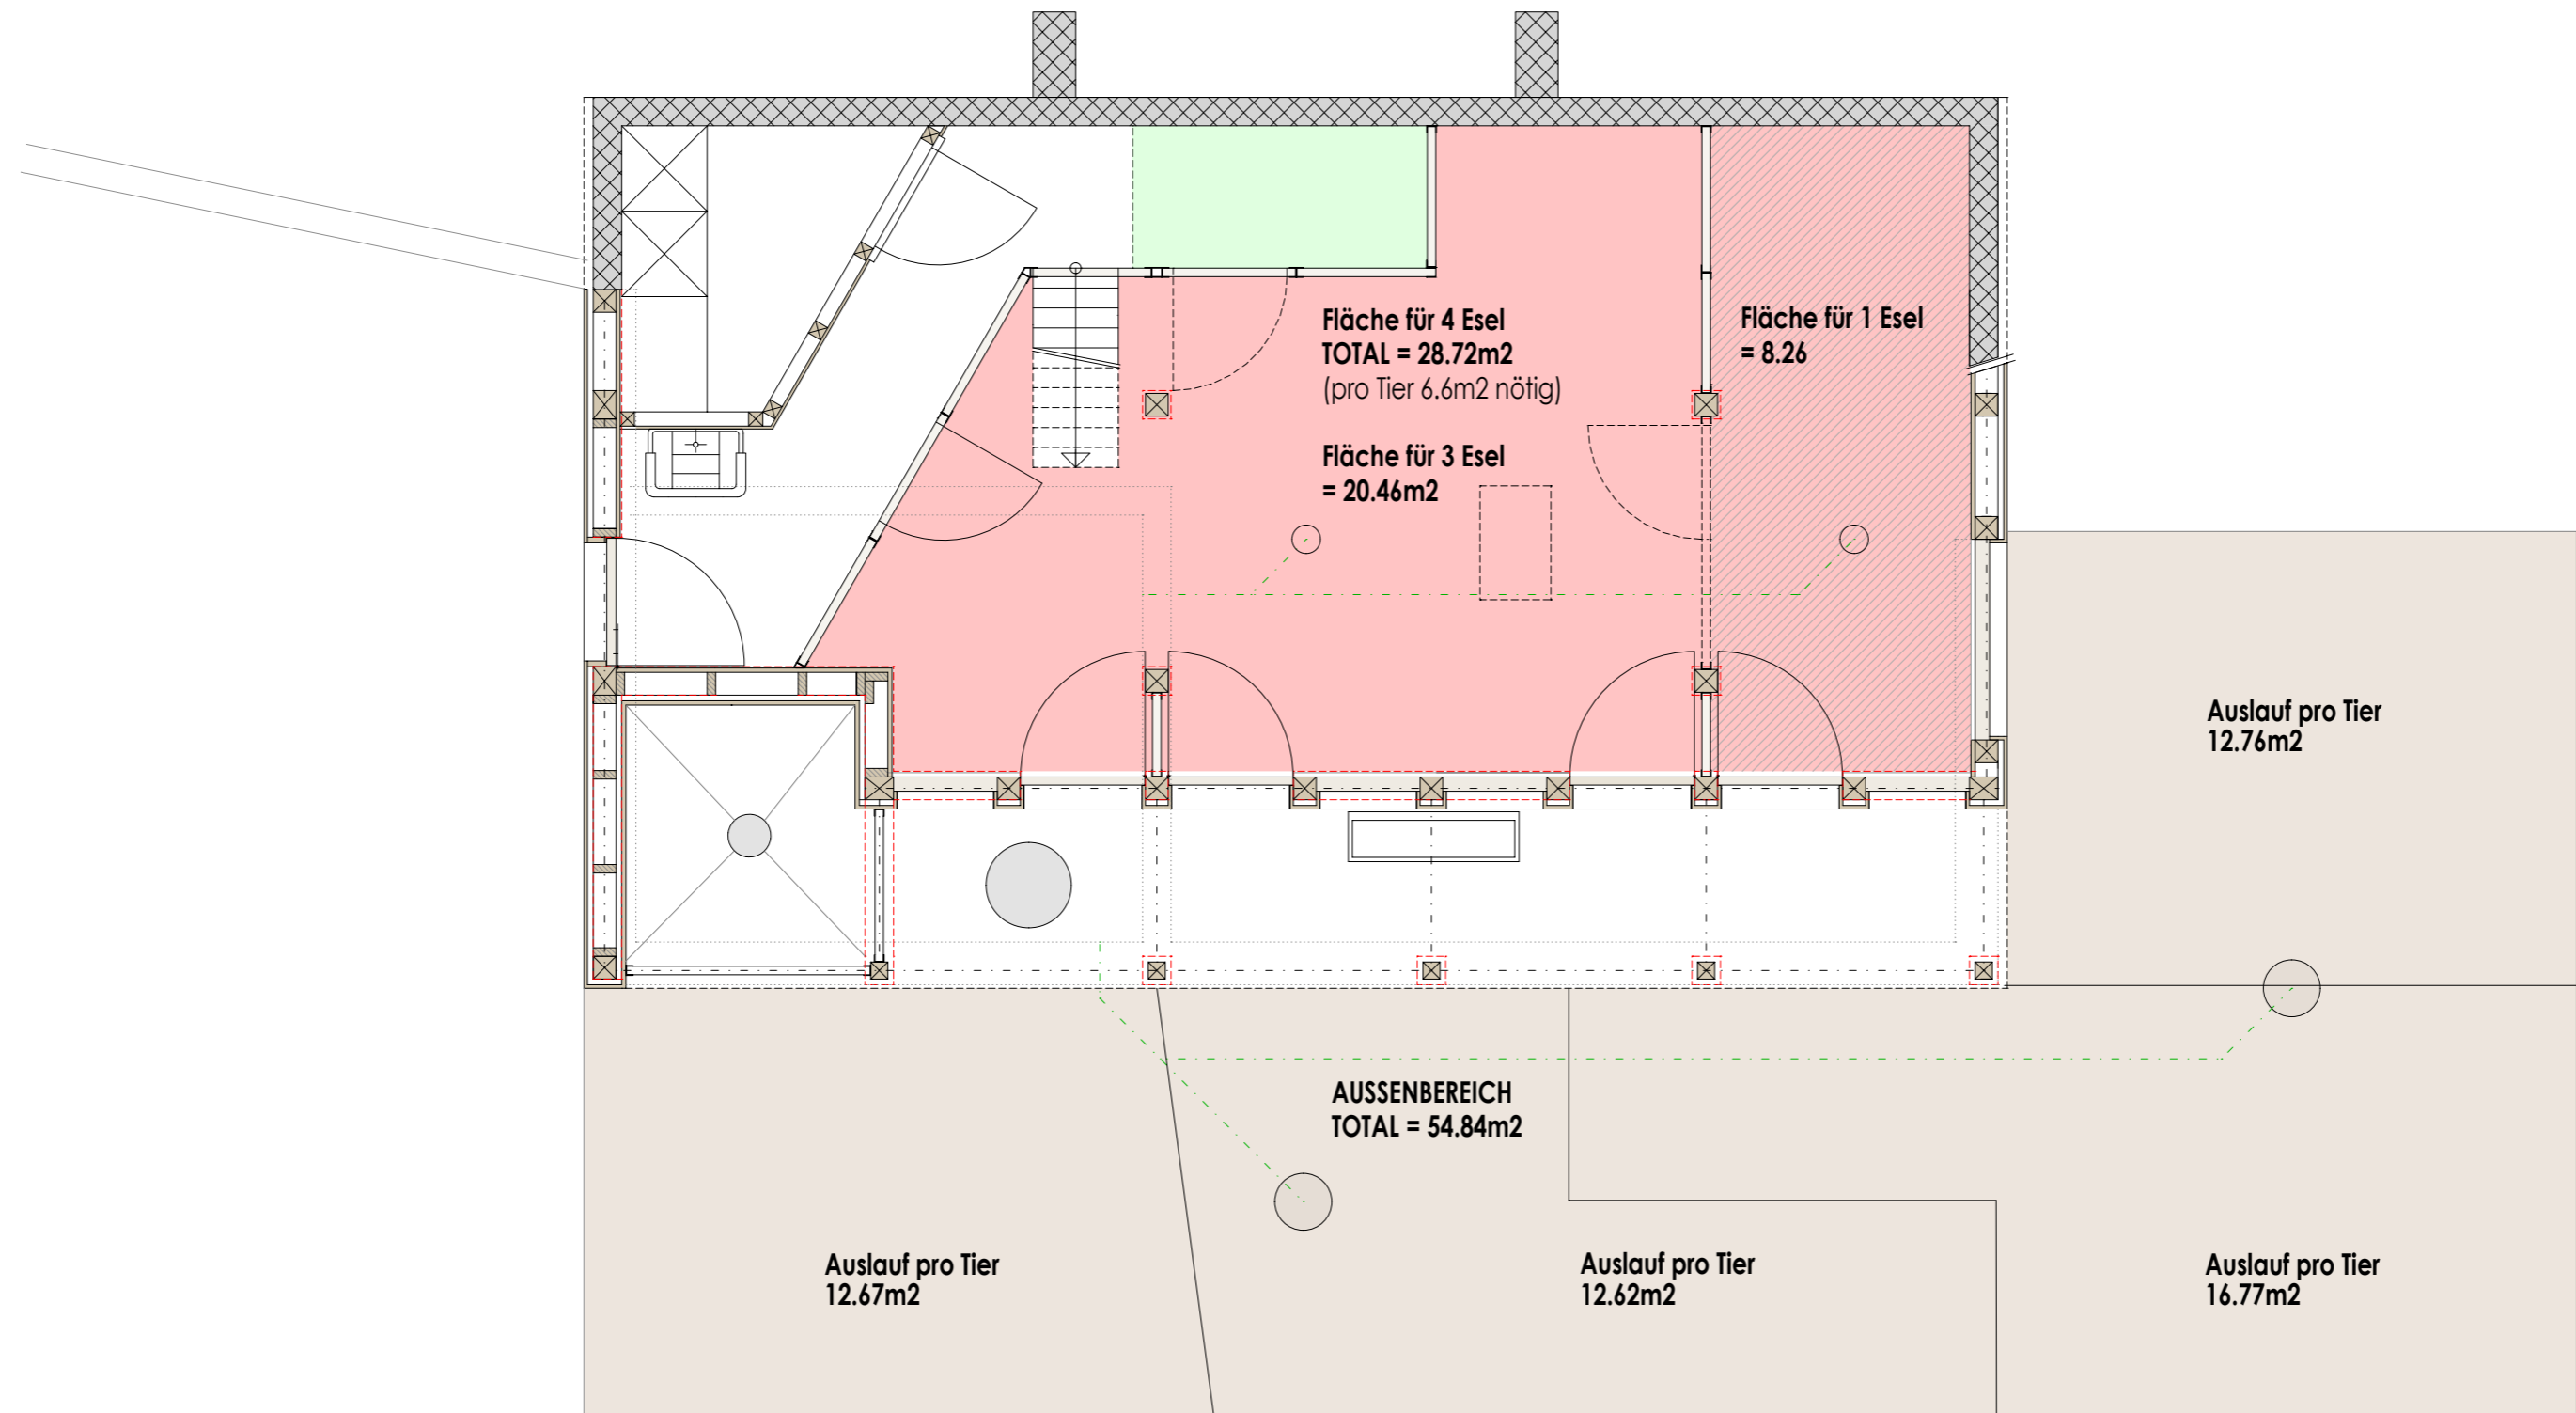 Fläche für 4 Esel
TOTAL = 28.72m2
(pro Tier 6.6m2 nötig)
Fläche für 3 Esel
= 20.46m2
Fläche für 1 Esel
= 8.26
Auslauf pro Tier
12.76m2
AUSSENBEREICH
TOTAL = 54.84m2
Auslauf pro Tier
12.67m2
Auslauf pro Tier
12.62m2
Auslauf pro Tier
16.77m2